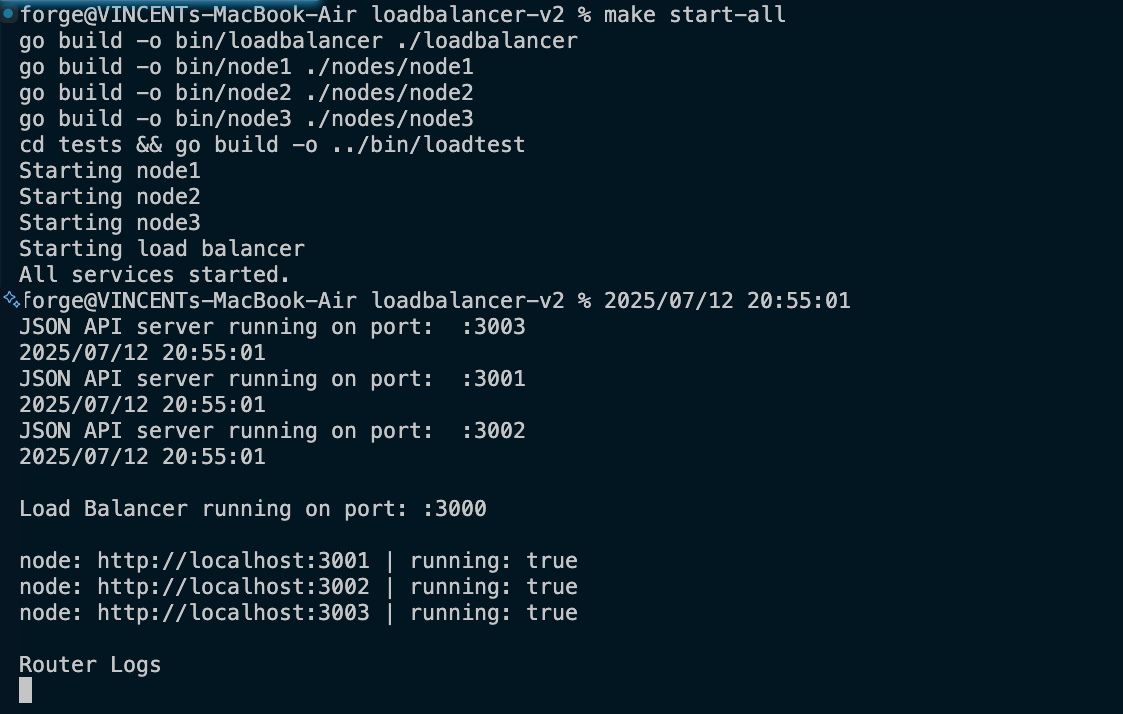 forge@VINCENTs-MacBook-Air loadbalancer-v2 % make start-all
go build -o bin/loadbalancer ./loadbalancer
go build -o bin/node1 ./nodes/node1
go build -o bin/node2 ./nodes/node2
go build -o bin/node3 ./nodes/node3
cd tests && go build -o ../bin/loadtest
Starting node1
Starting node2
Starting node3
Starting load balancer
All services started.
forge@VINCENTs-MacBook-Air loadbalancer-v2 % 2025/07/12 20:55:01
JSON API server running on port:  :3003
2025/07/12 20:55:01
JSON API server running on port:  :3001
2025/07/12 20:55:01
JSON API server running on port:  :3002
2025/07/12 20:55:01
Load Balancer running on port: :3000
node: http://localhost:3001 | running: true
node: http://localhost:3002 | running: true
node: http://localhost:3003 | running: true
Router Logs